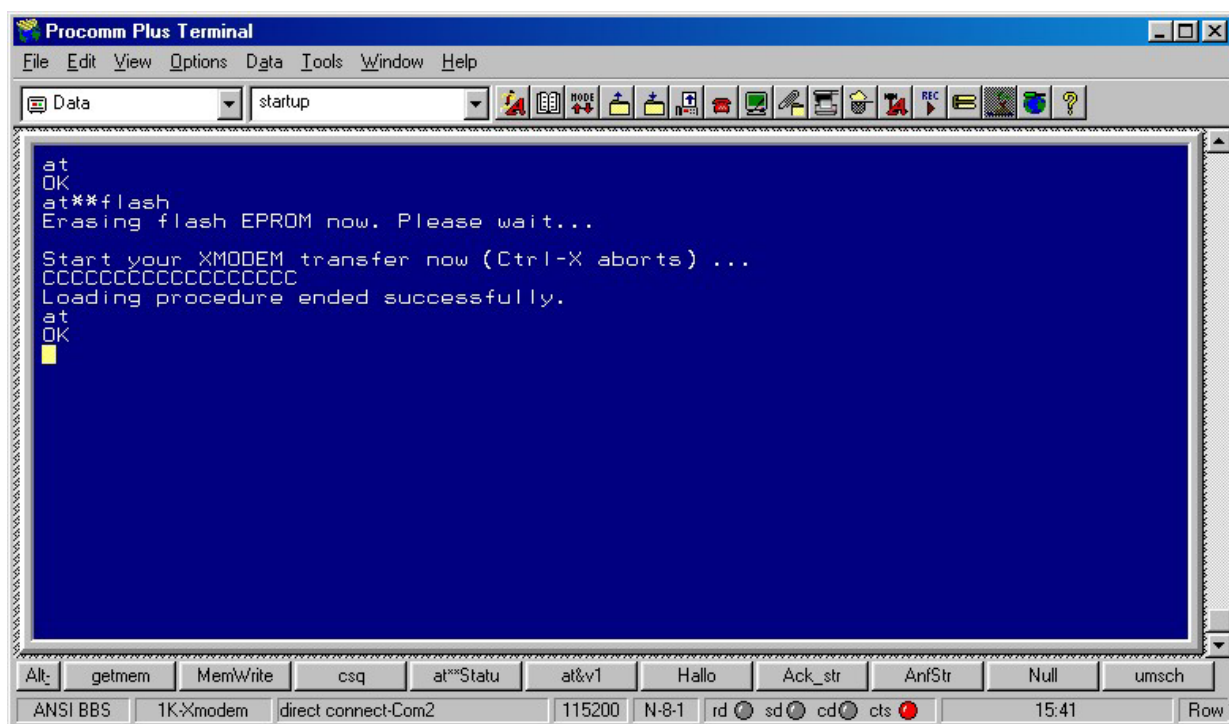 Procomm Plus Terminal
File Edit View Options Data Tools Window Help
Data startup MODE REC
at
OK
at**flash
Erasing flash EPROM now. Please wait...
Start your XMODEM transfer now (Ctrl-X aborts) ...
CCCCCCCCCCCCCCCCCC
Loading procedure ended successfully.
at
OK
Alt- getmem MemWrite csq at**Statu at&v1 Hallo Ack_str AnfStr Null umsch
ANSI BBS 1K-Xmodem direct connect-Com2 115200 N-8-1 rd sd cd cts 15:41 Row